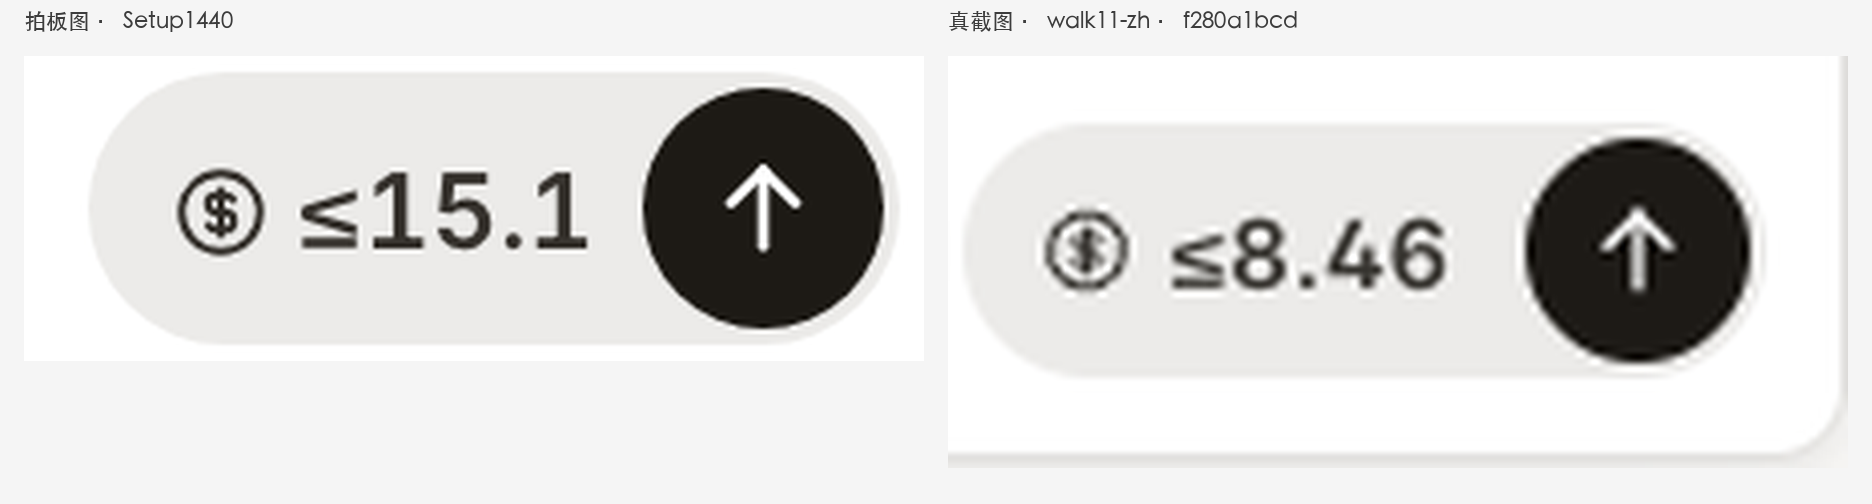 拍板图 · Setup1440
真截图 · walk11-zh · f280a1bcd
$ ≤15.1
$ ≤8.46